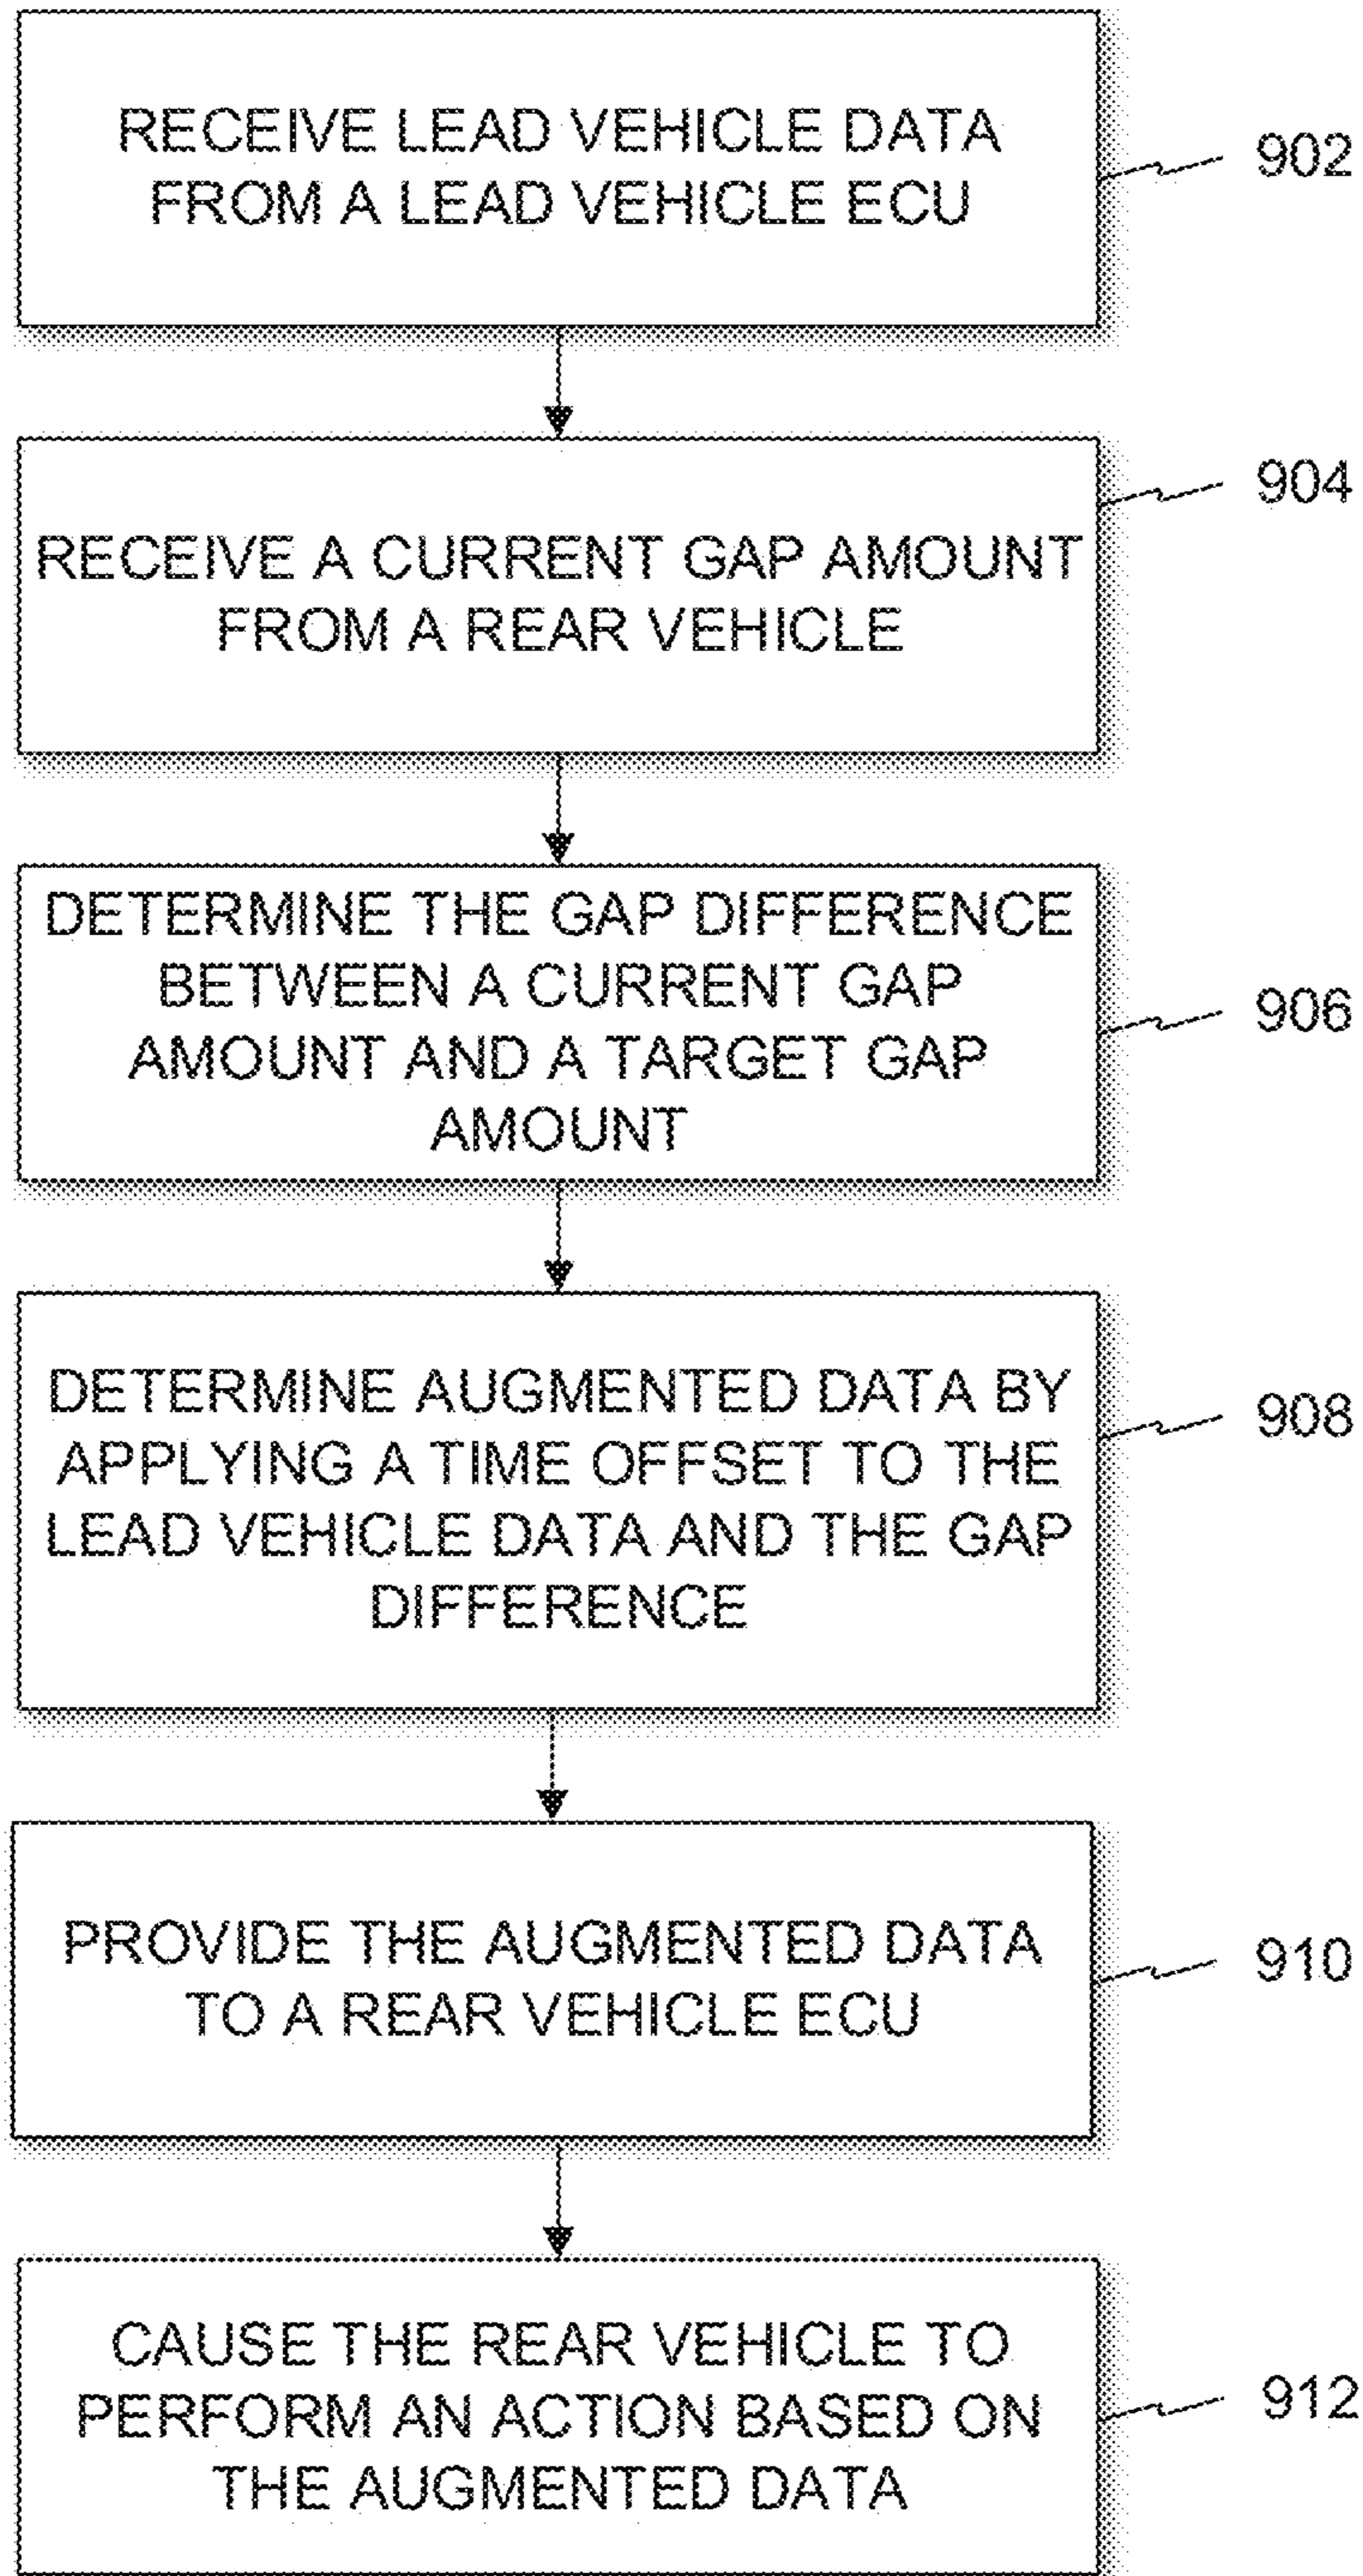 RECEIVE LEAD VEHICLE DATA
FROM A LEAD VEHICLE ECU
902
RECEIVE A CURRENT GAP AMOUNT
FROM A REAR VEHICLE
904
DETERMINE THE GAP DIFFERENCE
BETWEEN A CURRENT GAP
AMOUNT AND A TARGET GAP
AMOUNT
906
DETERMINE AUGMENTED DATA BY
APPLYING A TIME OFFSET TO THE
LEAD VEHICLE DATA AND THE GAP
DIFFERENCE
908
PROVIDE THE AUGMENTED DATA
TO A REAR VEHICLE ECU
910
CAUSE THE REAR VEHICLE TO
PERFORM AN ACTION BASED ON
THE AUGMENTED DATA
912